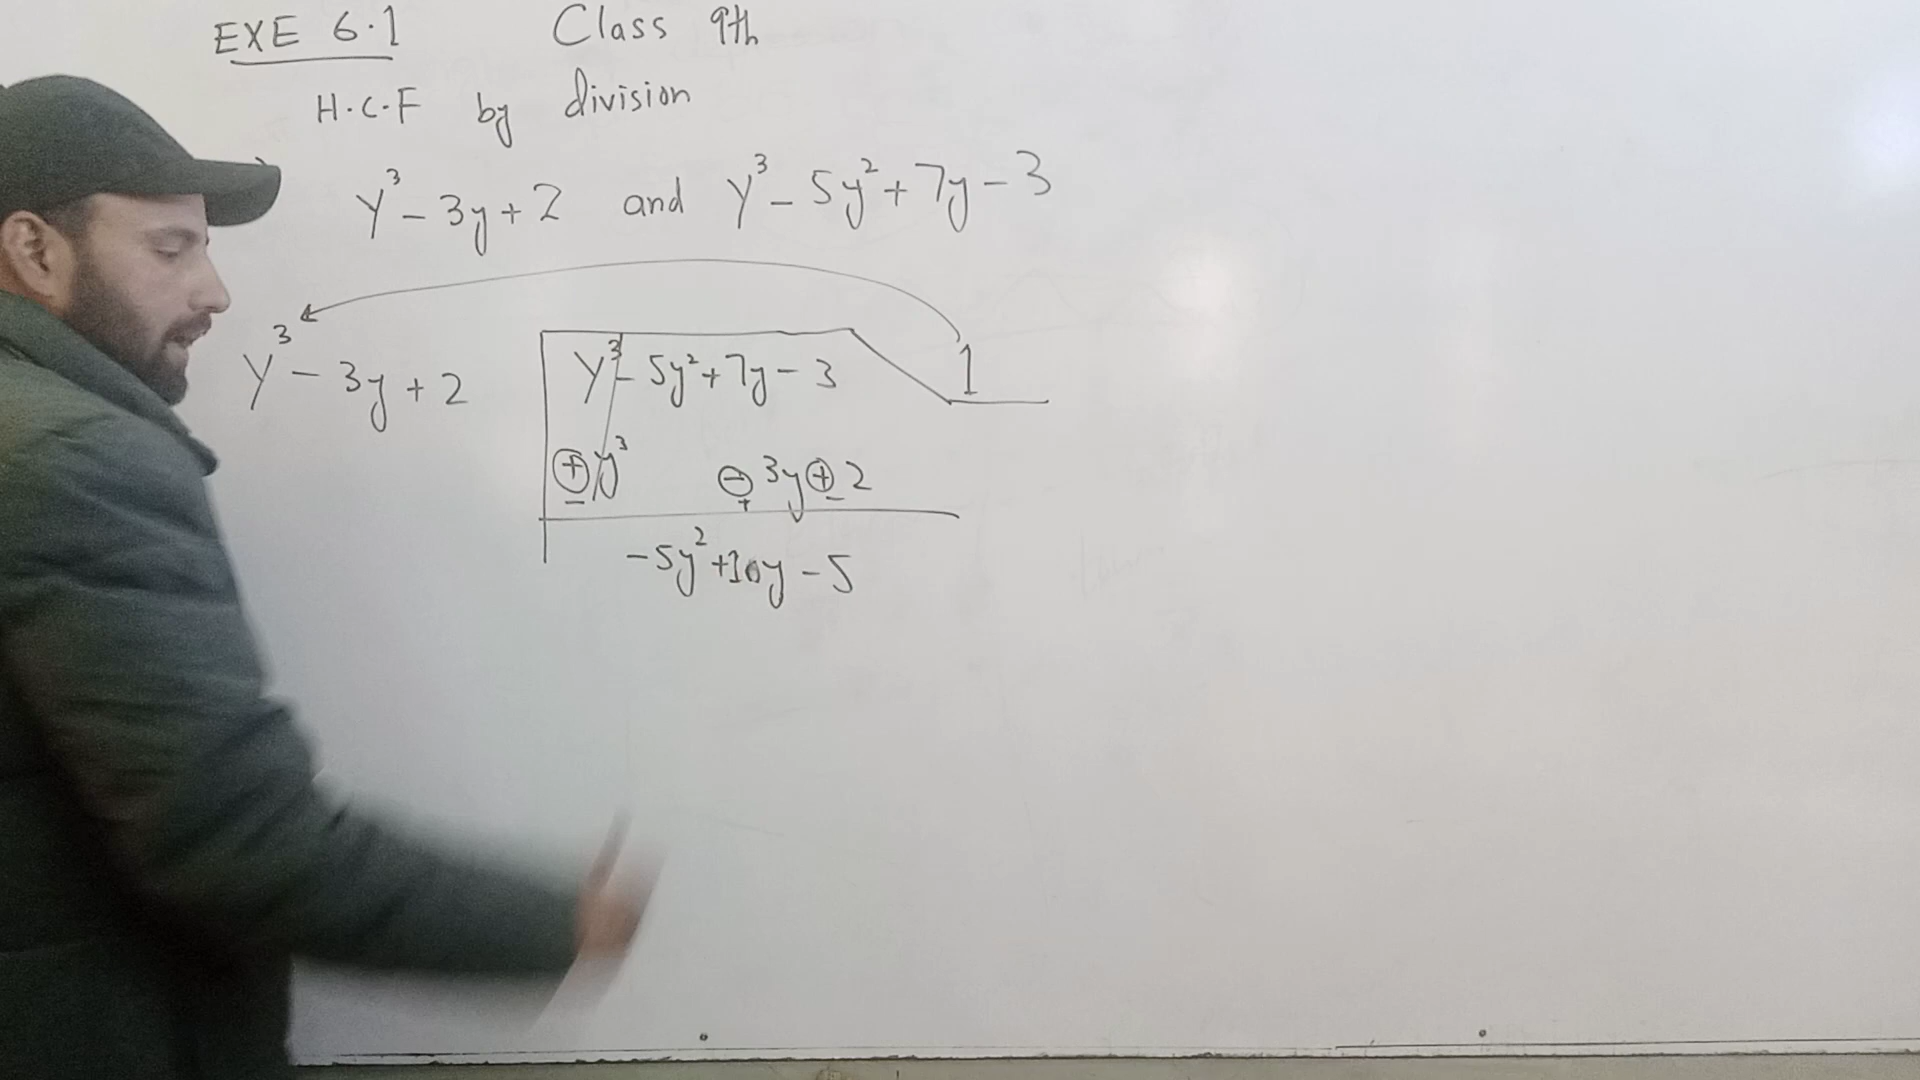 EXE 6.1 Class 9th
H.C.F by division
y³ - 3y + 2 and y³ - 5y² + 7y - 3
y³ - 3y + 2 y³ - 5y² + 7y - 3 1
⊕y³ ⊖3y⊕2
- + -
-5y² + 10y - 5